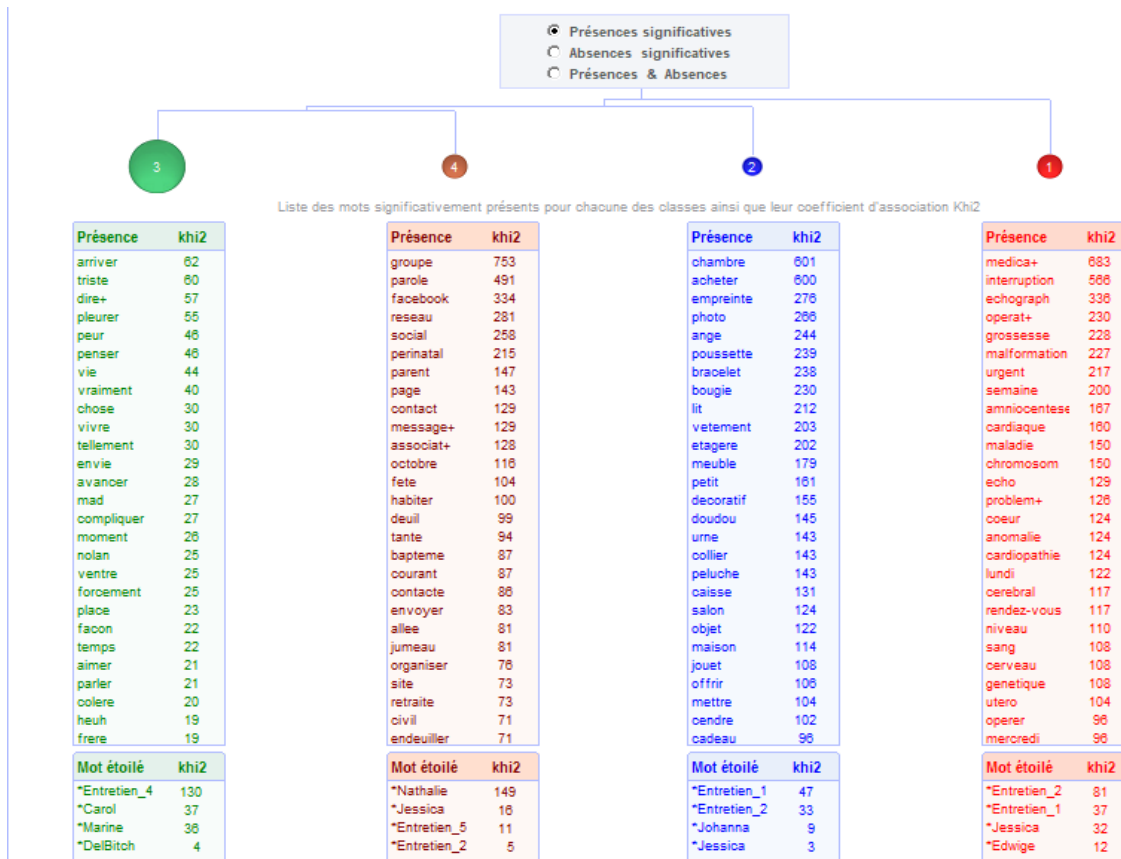 Présences significatives
Absences significatives
Présences & Absences
3 4 2 1
Liste des mots significativement présents pour chacune des classes ainsi que leur coefficient d'association Khi2
Présence khi2 Présence khi2 Présence khi2 Présence khi2
arriver 62 groupe 753 chambre 601 medica+ 683
triste 60 parole 491 acheter 600 interruption 566
dire+ 57 facebook 334 empreinte 276 echograph 336
pleurer 55 reseau 281 photo 266 operat+ 230
peur 46 social 258 ange 244 grossesse 228
penser 46 perinatal 215 poussette 239 malformation 227
vie 44 parent 147 bracelet 238 urgent 217
vraiment 40 page 143 bougie 230 semaine 200
chose 30 contact 129 lit 212 amniocentese 167
vivre 30 message+ 129 vetement 203 cardiaque 160
tellement 30 associat+ 128 etagere 202 maladie 150
envie 29 octobre 116 meuble 179 chromosom 150
avancer 28 fete 104 petit 161 echo 129
mad 27 habiter 100 decoratif 155 problem+ 126
compliquer 27 deuil 99 doudou 145 coeur 124
moment 26 tante 94 urne 143 anomalie 124
nolan 25 bapteme 87 collier 143 cardiopathie 124
ventre 25 courant 87 peluche 143 lundi 122
forcement 25 contacte 86 caisse 131 cerebral 117
place 23 envoyer 83 salon 124 rendez-vous 117
facon 22 allee 81 objet 122 niveau 110
temps 22 jumeau 81 maison 114 sang 108
aimer 21 organiser 76 jouet 108 cerveau 108
parler 21 site 73 offrir 106 genetique 108
colere 20 retraite 73 mettre 104 utero 104
heuh 19 civil 71 cendre 102 operer 96
frere 19 endeuiller 71 cadeau 96 mercredi 96
Mot étoilé khi2 Mot étoilé khi2 Mot étoilé khi2 Mot étoilé khi2
*Entretien_4 130 *Nathalie 149 *Entretien_1 47 *Entretien_2 81
*Carol 37 *Jessica 16 *Entretien_2 33 *Entretien_1 37
*Marine 36 *Entretien_5 11 *Johanna 9 *Jessica 32
*DelBitch 4 *Entretien_2 5 *Jessica 3 *Edwige 12